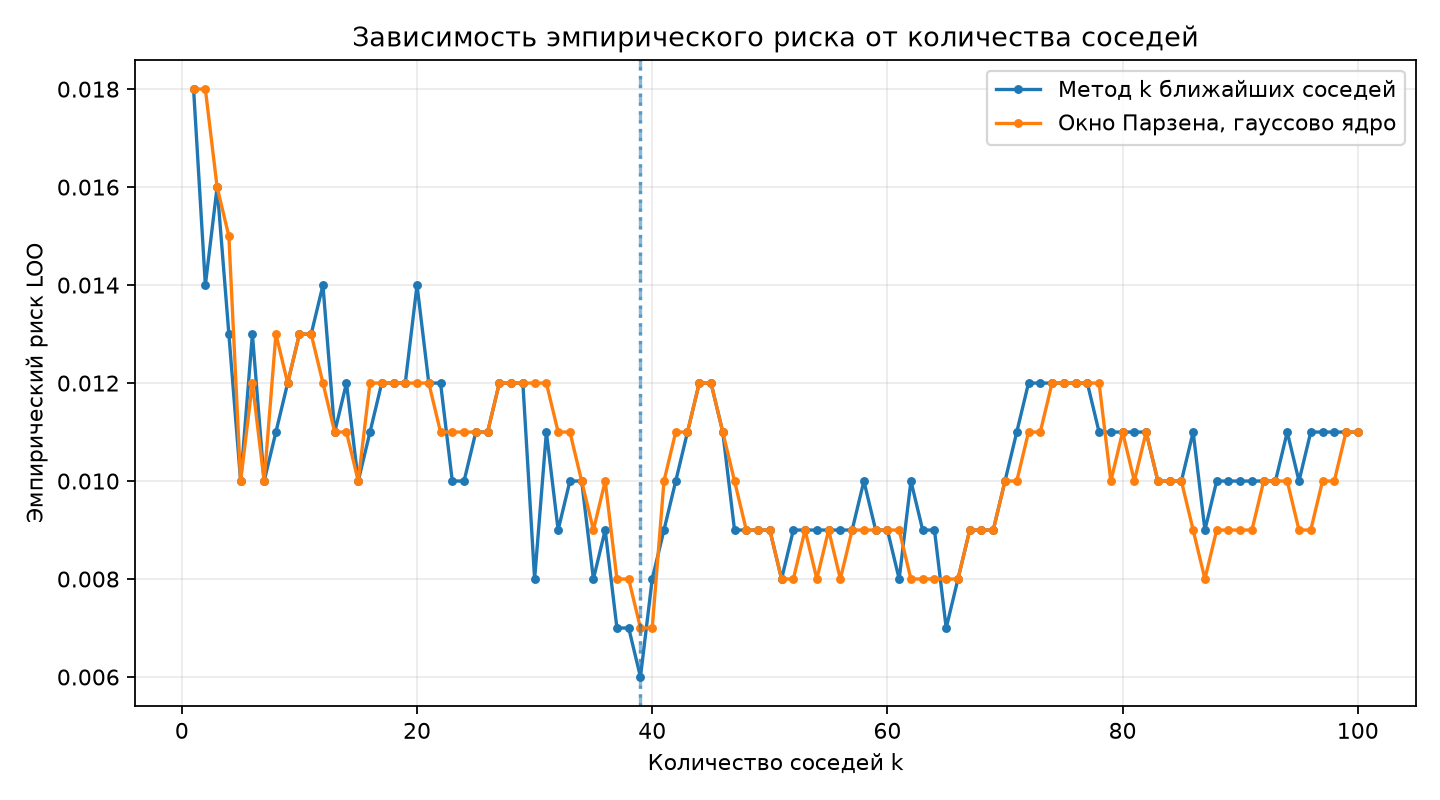 Зависимость эмпирического риска от количества соседей
Метод k ближайших соседей
Окно Парзена, гауссово ядро
Эмпирический риск LOO
0.018
0.016
0.014
0.012
0.010
0.008
0.006
0 20 40 60 80 100
Количество соседей k